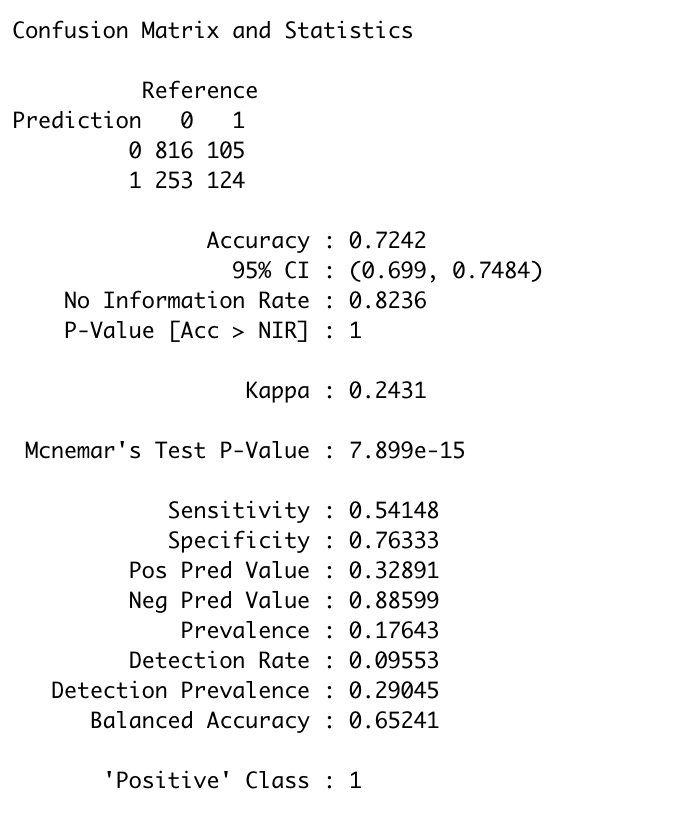 Confusion Matrix and Statistics
Reference
Prediction 0 1
0 816 105
1 253 124
Accuracy : 0.7242
95% CI : (0.699, 0.7484)
No Information Rate : 0.8236
P-Value [Acc > NIR] : 1
Kappa : 0.2431
Mcnemar's Test P-Value : 7.899e-15
Sensitivity : 0.54148
Specificity : 0.76333
Pos Pred Value : 0.32891
Neg Pred Value : 0.88599
Prevalence : 0.17643
Detection Rate : 0.09553
Detection Prevalence : 0.29045
Balanced Accuracy : 0.65241
'Positive' Class : 1